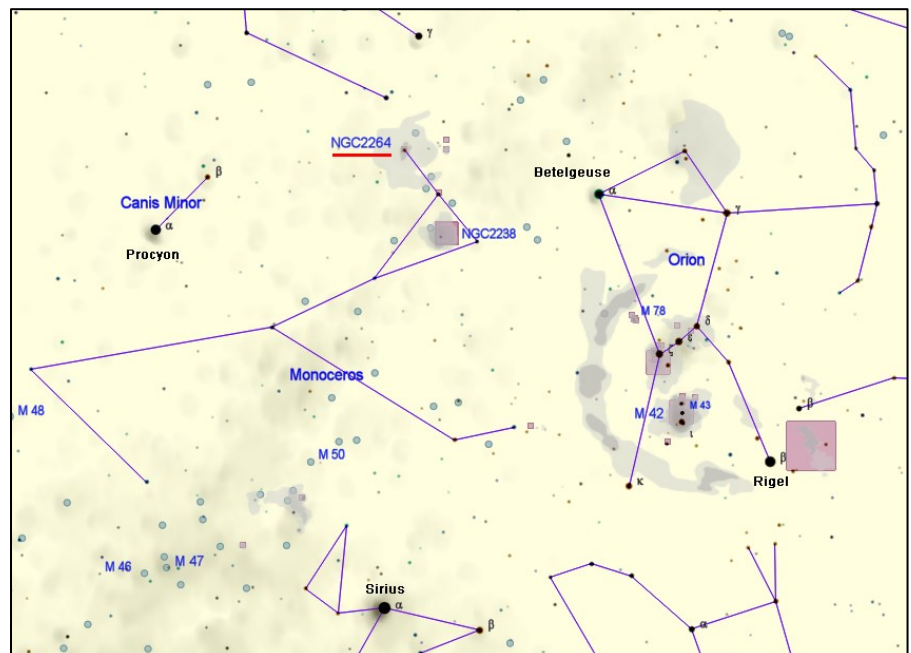 γ
NGC2264
Betelgeuse
α
β
Canis Minor
α
Procyon
γ
NGC2238
Orion
M 78
δ
ε
ζ
Monoceros
M 48
M 42
M 43
β
ι
M 50
β
κ
Rigel
M 46
M 47
Sirius
α
β
α